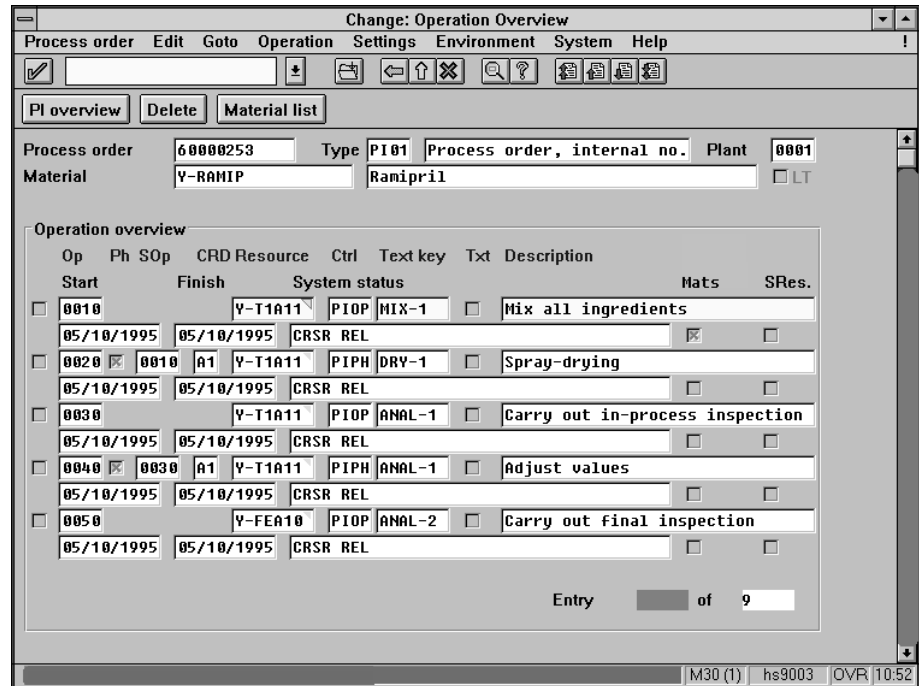 Change: Operation Overview
Process order Edit Goto Operation Settings Environment System Help !
PI overview Delete Material list
Process order 60000253 Type PI01 Process order, internal no. Plant 0001
Material Y-RAMIP Ramipril LT
Operation overview
Op Ph SOp CRD Resource Ctrl Text key Txt Description
Start Finish System status Mats SRes.
0010 Y-T1A11 PIOP MIX-1 Mix all ingredients
05/10/1995 05/10/1995 CRSR REL
0020 0010 A1 Y-T1A11 PIPH DRY-1 Spray-drying
05/10/1995 05/10/1995 CRSR REL
0030 Y-T1A11 PIOP ANAL-1 Carry out in-process inspection
05/10/1995 05/10/1995 CRSR REL
0040 0030 A1 Y-T1A11 PIPH ANAL-1 Adjust values
05/10/1995 05/10/1995 CRSR REL
0050 Y-FEA10 PIOP ANAL-2 Carry out final inspection
05/10/1995 05/10/1995 CRSR REL
Entry of 9
M30 (1) hs9003 OVR 10:52